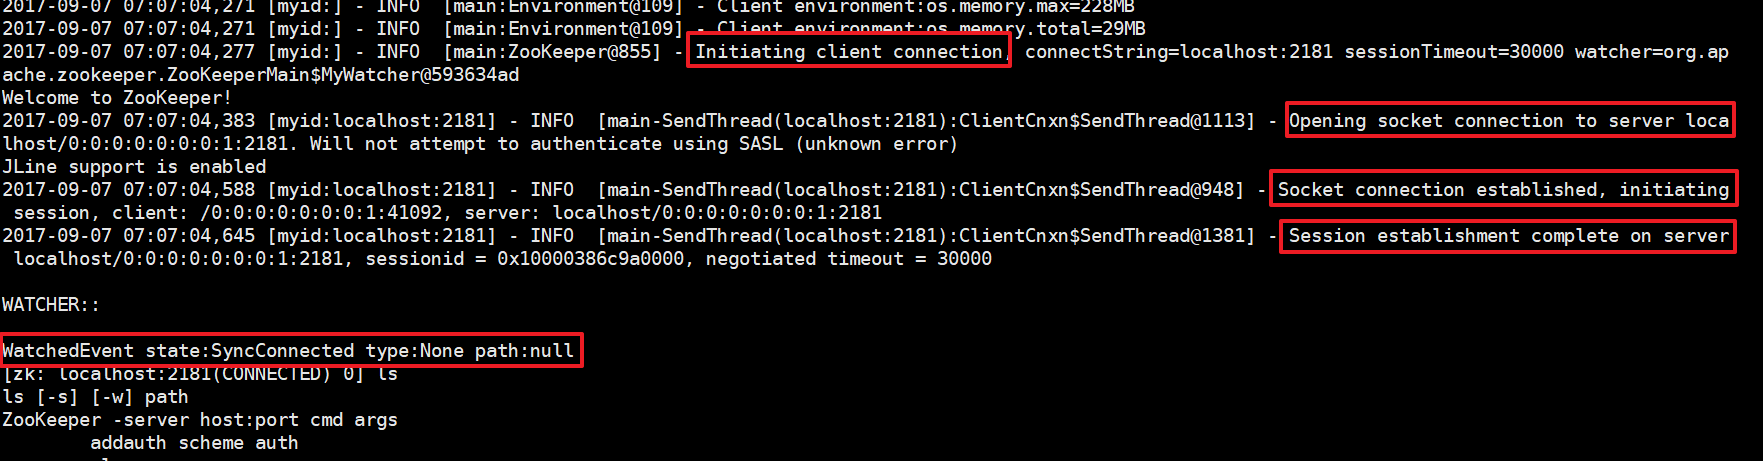 2017-09-07 07:07:04,271 [myid:] - INFO  [main:Environment@109] - Client environment:os.memory.max=228MB
2017-09-07 07:07:04,271 [myid:] - INFO  [main:Environment@109] - Client environment:os.memory.total=29MB
2017-09-07 07:07:04,277 [myid:] - INFO  [main:ZooKeeper@855] - Initiating client connection, connectString=localhost:2181 sessionTimeout=30000 watcher=org.ap
ache.zookeeper.ZooKeeperMain$MyWatcher@593634ad
Welcome to ZooKeeper!
2017-09-07 07:07:04,383 [myid:localhost:2181] - INFO  [main-SendThread(localhost:2181):ClientCnxn$SendThread@1113] - Opening socket connection to server loca
lhost/0:0:0:0:0:0:0:1:2181. Will not attempt to authenticate using SASL (unknown error)
JLine support is enabled
2017-09-07 07:07:04,588 [myid:localhost:2181] - INFO  [main-SendThread(localhost:2181):ClientCnxn$SendThread@948] - Socket connection established, initiating
 session, client: /0:0:0:0:0:0:0:1:41092, server: localhost/0:0:0:0:0:0:0:1:2181
2017-09-07 07:07:04,645 [myid:localhost:2181] - INFO  [main-SendThread(localhost:2181):ClientCnxn$SendThread@1381] - Session establishment complete on server
 localhost/0:0:0:0:0:0:0:1:2181, sessionid = 0x10000386c9a0000, negotiated timeout = 30000
WATCHER::
WatchedEvent state:SyncConnected type:None path:null
[zk: localhost:2181(CONNECTED) 0] ls
ls [-s] [-w] path
ZooKeeper -server host:port cmd args
        addauth scheme auth